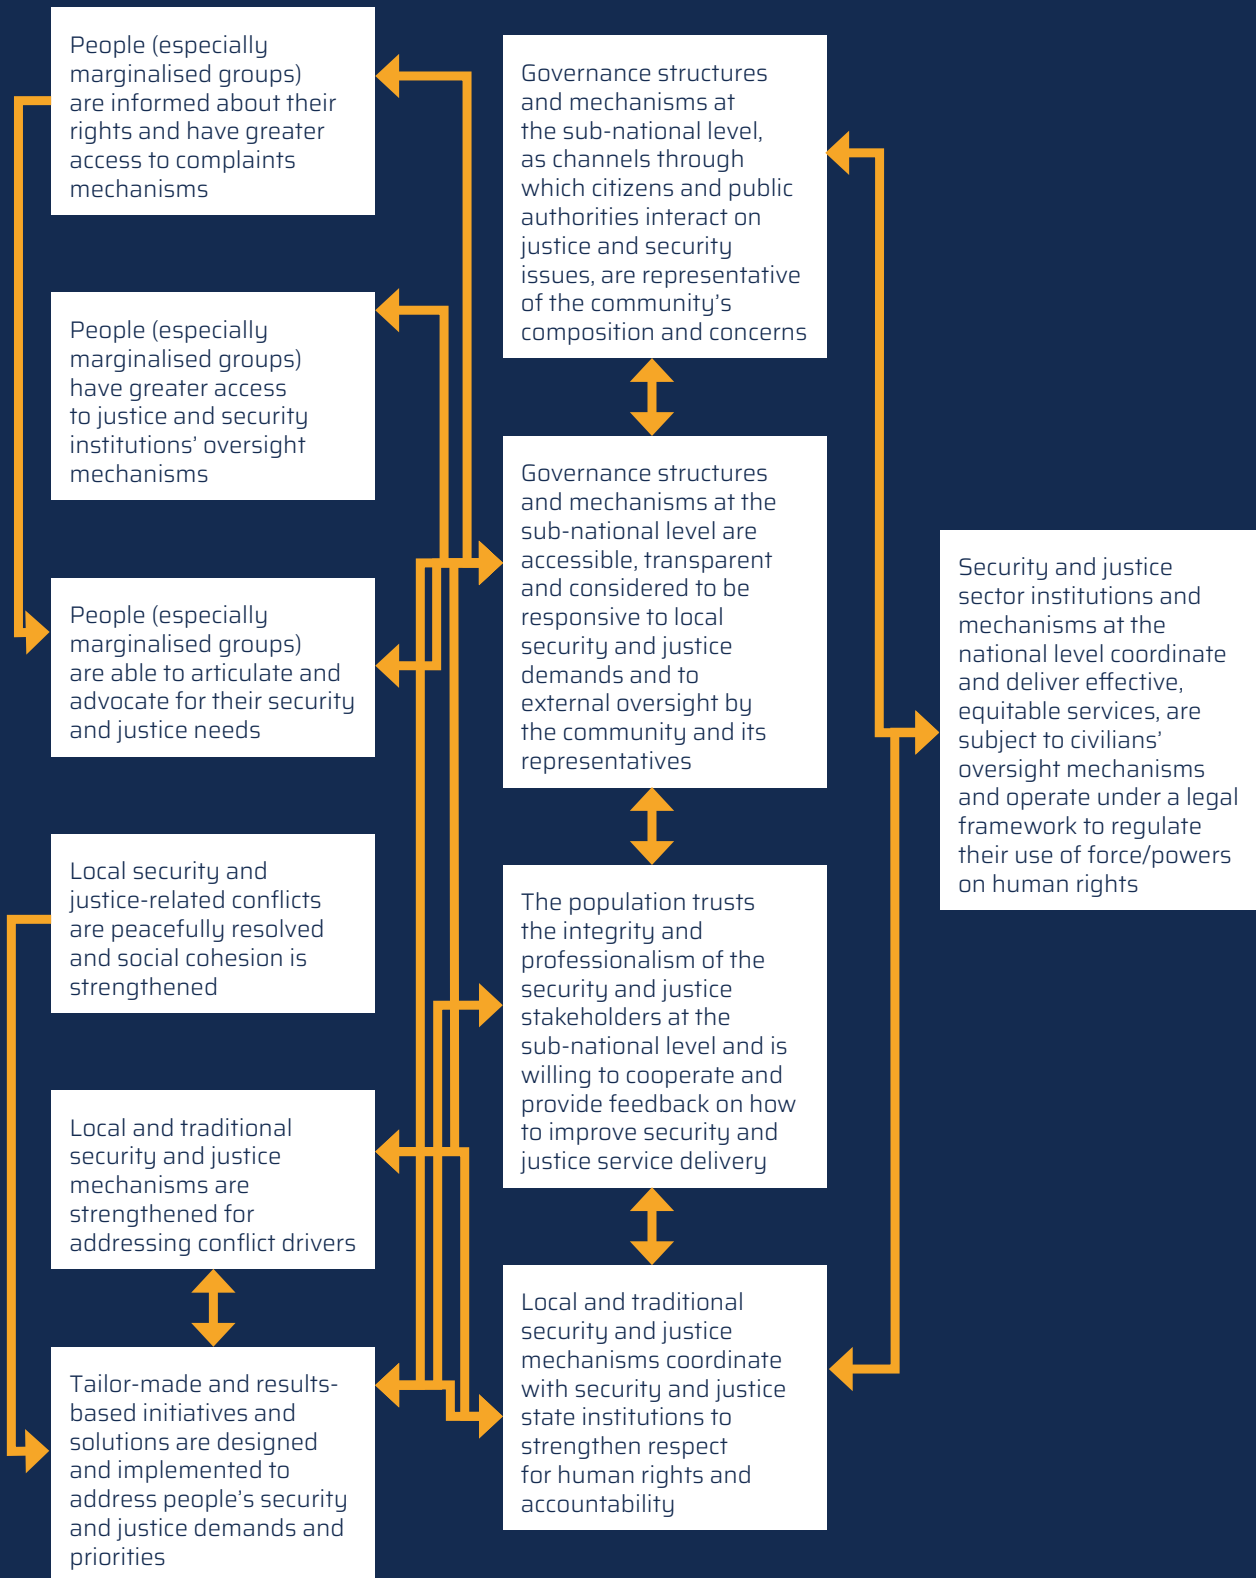 People (especially
marginalised groups)
are informed about their
rights and have greater
access to complaints
mechanisms
People (especially
marginalised groups)
have greater access
to justice and security
institutions’ oversight
mechanisms
People (especially
marginalised groups)
are able to articulate and
advocate for their security
and justice needs
Local security and
justice-related conflicts
are peacefully resolved
and social cohesion is
strengthened
Local and traditional
security and justice
mechanisms are
strengthened for
addressing conflict drivers
Tailor-made and results-
based initiatives and
solutions are designed
and implemented to
address people’s security
and justice demands and
priorities
Governance structures
and mechanisms at
the sub-national level,
as channels through
which citizens and public
authorities interact on
justice and security
issues, are representative
of the community’s
composition and concerns
Governance structures
and mechanisms at the
sub-national level are
accessible, transparent
and considered to be
responsive to local
security and justice
demands and to
external oversight by
the community and its
representatives
The population trusts
the integrity and
professionalism of the
security and justice
stakeholders at the
sub-national level and is
willing to cooperate and
provide feedback on how
to improve security and
justice service delivery
Local and traditional
security and justice
mechanisms coordinate
with security and justice
state institutions to
strengthen respect
for human rights and
accountability
Security and justice
sector institutions and
mechanisms at the
national level coordinate
and deliver effective,
equitable services, are
subject to civilians’
oversight mechanisms
and operate under a legal
framework to regulate
their use of force/powers
on human rights